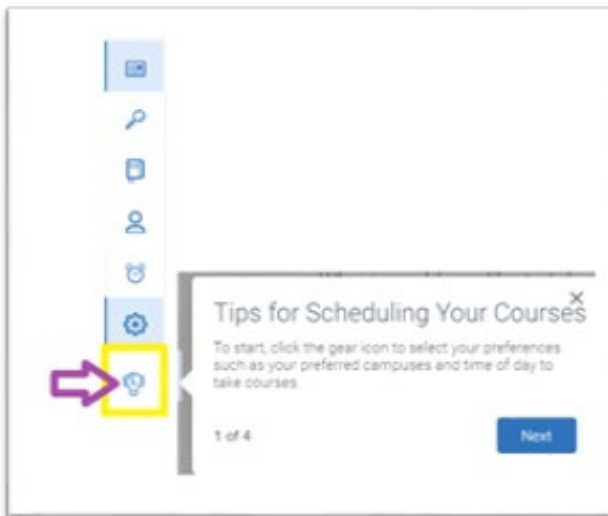 Tips for Scheduling Your Courses
To start, click the gear icon to select your preferences
such as your preferred campuses and time of day to
take courses.
1 of 4
Next